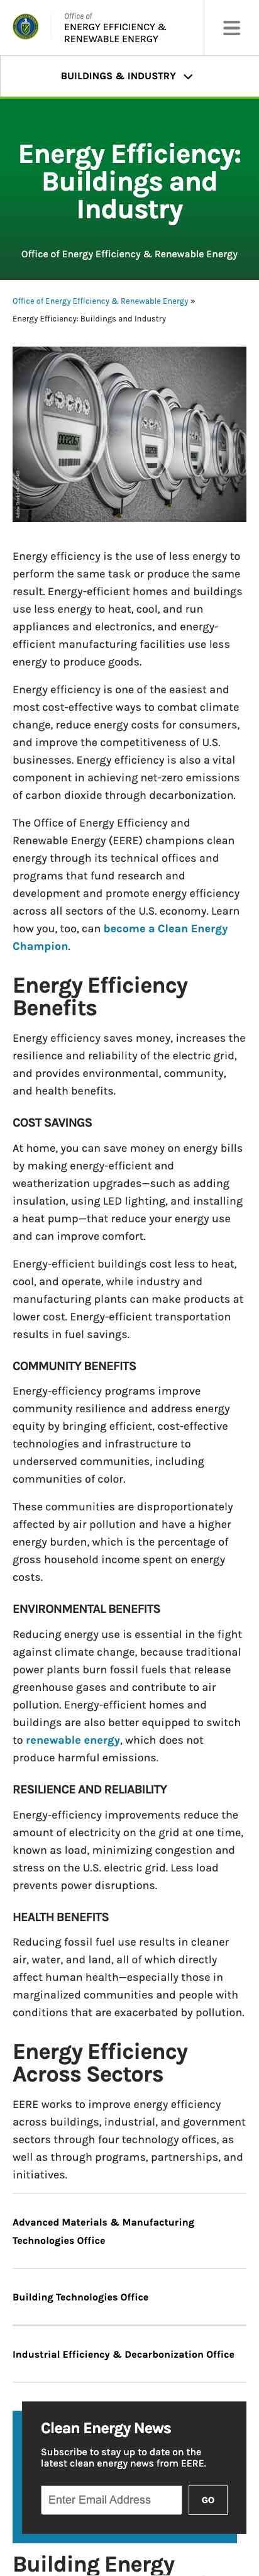 Office of
ENERGY EFFICIENCY &
RENEWABLE ENERGY
BUILDINGS & INDUSTRY
Energy Efficiency:
Buildings and
Industry
Office of Energy Efficiency & Renewable Energy
Office of Energy Efficiency & Renewable Energy »
Energy Efficiency: Buildings and Industry
Energy efficiency is the use of less energy to
perform the same task or produce the same
result. Energy-efficient homes and buildings
use less energy to heat, cool, and run
appliances and electronics, and energy-
efficient manufacturing facilities use less
energy to produce goods.
Energy efficiency is one of the easiest and
most cost-effective ways to combat climate
change, reduce energy costs for consumers,
and improve the competitiveness of U.S.
businesses. Energy efficiency is also a vital
component in achieving net-zero emissions
of carbon dioxide through decarbonization.
The Office of Energy Efficiency and
Renewable Energy (EERE) champions clean
energy through its technical offices and
programs that fund research and
development and promote energy efficiency
across all sectors of the U.S. economy. Learn
how you, too, can become a Clean Energy
Champion.
Energy Efficiency
Benefits
Energy efficiency saves money, increases the
resilience and reliability of the electric grid,
and provides environmental, community,
and health benefits.
COST SAVINGS
At home, you can save money on energy bills
by making energy-efficient and
weatherization upgrades—such as adding
insulation, using LED lighting, and installing
a heat pump—that reduce your energy use
and can improve comfort.
Energy-efficient buildings cost less to heat,
cool, and operate, while industry and
manufacturing plants can make products at
lower cost. Energy-efficient transportation
results in fuel savings.
COMMUNITY BENEFITS
Energy-efficiency programs improve
community resilience and address energy
equity by bringing efficient, cost-effective
technologies and infrastructure to
underserved communities, including
communities of color.
These communities are disproportionately
affected by air pollution and have a higher
energy burden, which is the percentage of
gross household income spent on energy
costs.
ENVIRONMENTAL BENEFITS
Reducing energy use is essential in the fight
against climate change, because traditional
power plants burn fossil fuels that release
greenhouse gases and contribute to air
pollution. Energy-efficient homes and
buildings are also better equipped to switch
to renewable energy, which does not
produce harmful emissions.
RESILIENCE AND RELIABILITY
Energy-efficiency improvements reduce the
amount of electricity on the grid at one time,
known as load, minimizing congestion and
stress on the U.S. electric grid. Less load
prevents power disruptions.
HEALTH BENEFITS
Reducing fossil fuel use results in cleaner
air, water, and land, all of which directly
affect human health—especially those in
marginalized communities and people with
conditions that are exacerbated by pollution.
Energy Efficiency
Across Sectors
EERE works to improve energy efficiency
across buildings, industrial, and government
sectors through four technology offices, as
well as through programs, partnerships, and
initiatives.
Advanced Materials & Manufacturing
Technologies Office
Building Technologies Office
Industrial Efficiency & Decarbonization Office
Clean Energy News
Subscribe to stay up to date on the
latest clean energy news from EERE.
Enter Email Address
GO
Building Energy